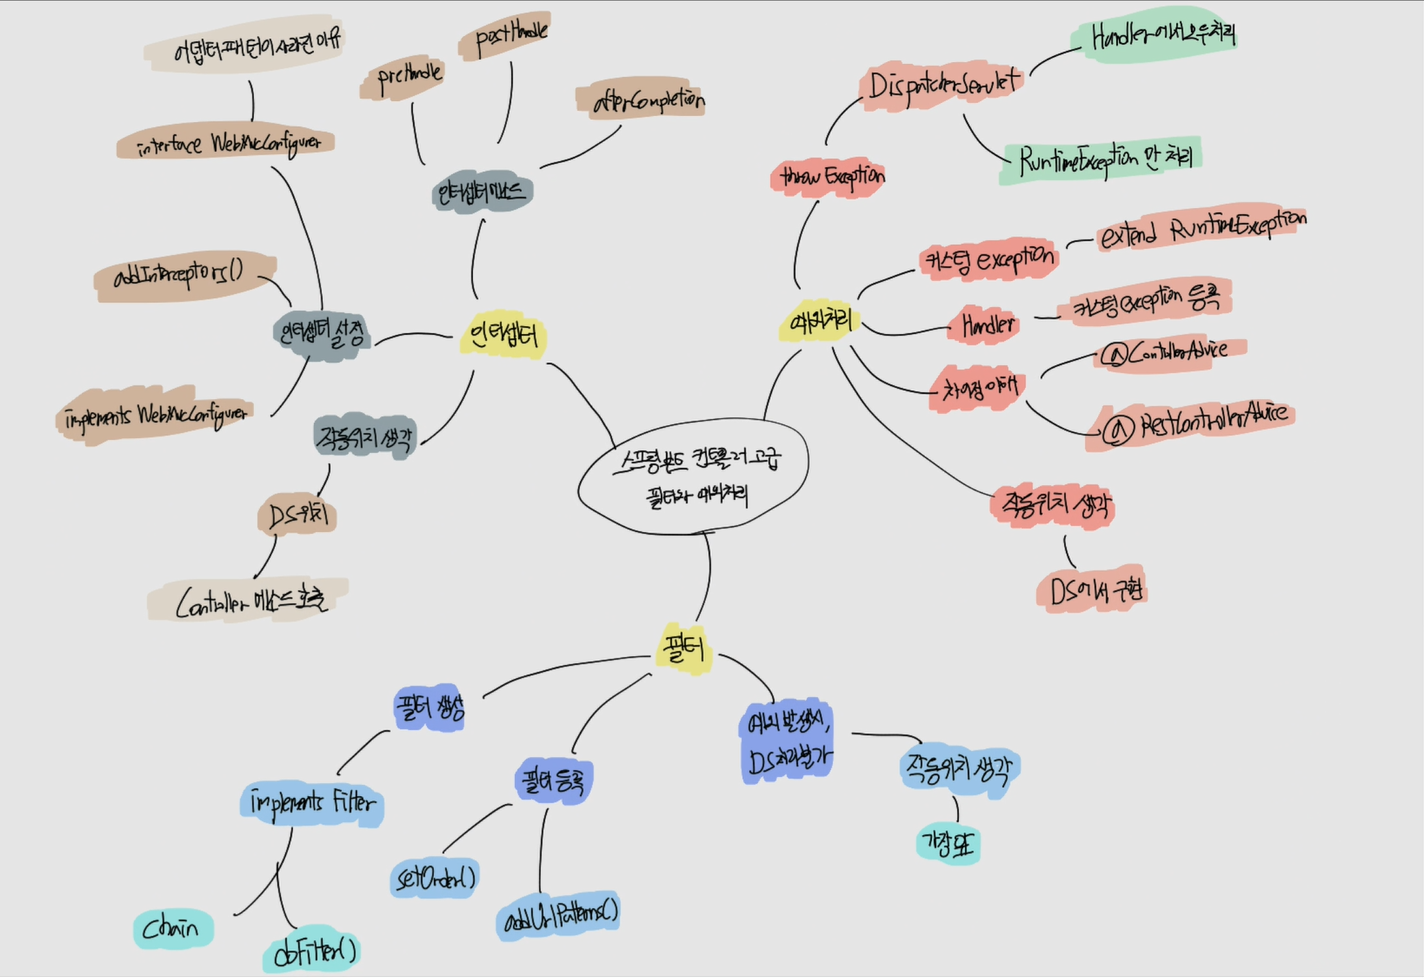 어댑터 패턴이 사라진 이유
interface WebMvcConfigurer
preHandle
postHandle
afterCompletion
인터셉터 메소드
addInterceptors()
인터셉터 설정
인터셉터
implements WebMvcConfigurer
작동위치 생각
DS 위치
Controller 메소드 호출
Handler에서 오류처리
DispatcherServlet
RuntimeException 만 처리
throw Exception
커스텀 exception
extend RuntimeException
예외처리
Handler
커스텀 exception 등록
차이점 이해
@ControllerAdvice
@RestControllerAdvice
작동위치 생각
DS에서 구현
스프링부트 컨트롤러 고급
필터와 예외처리
필터
필터 생성
implements Filter
chain
doFilter()
필터 등록
setOrder()
addUrlPatterns()
예외 발생시,
DS처리불가
작동위치 생각
가장